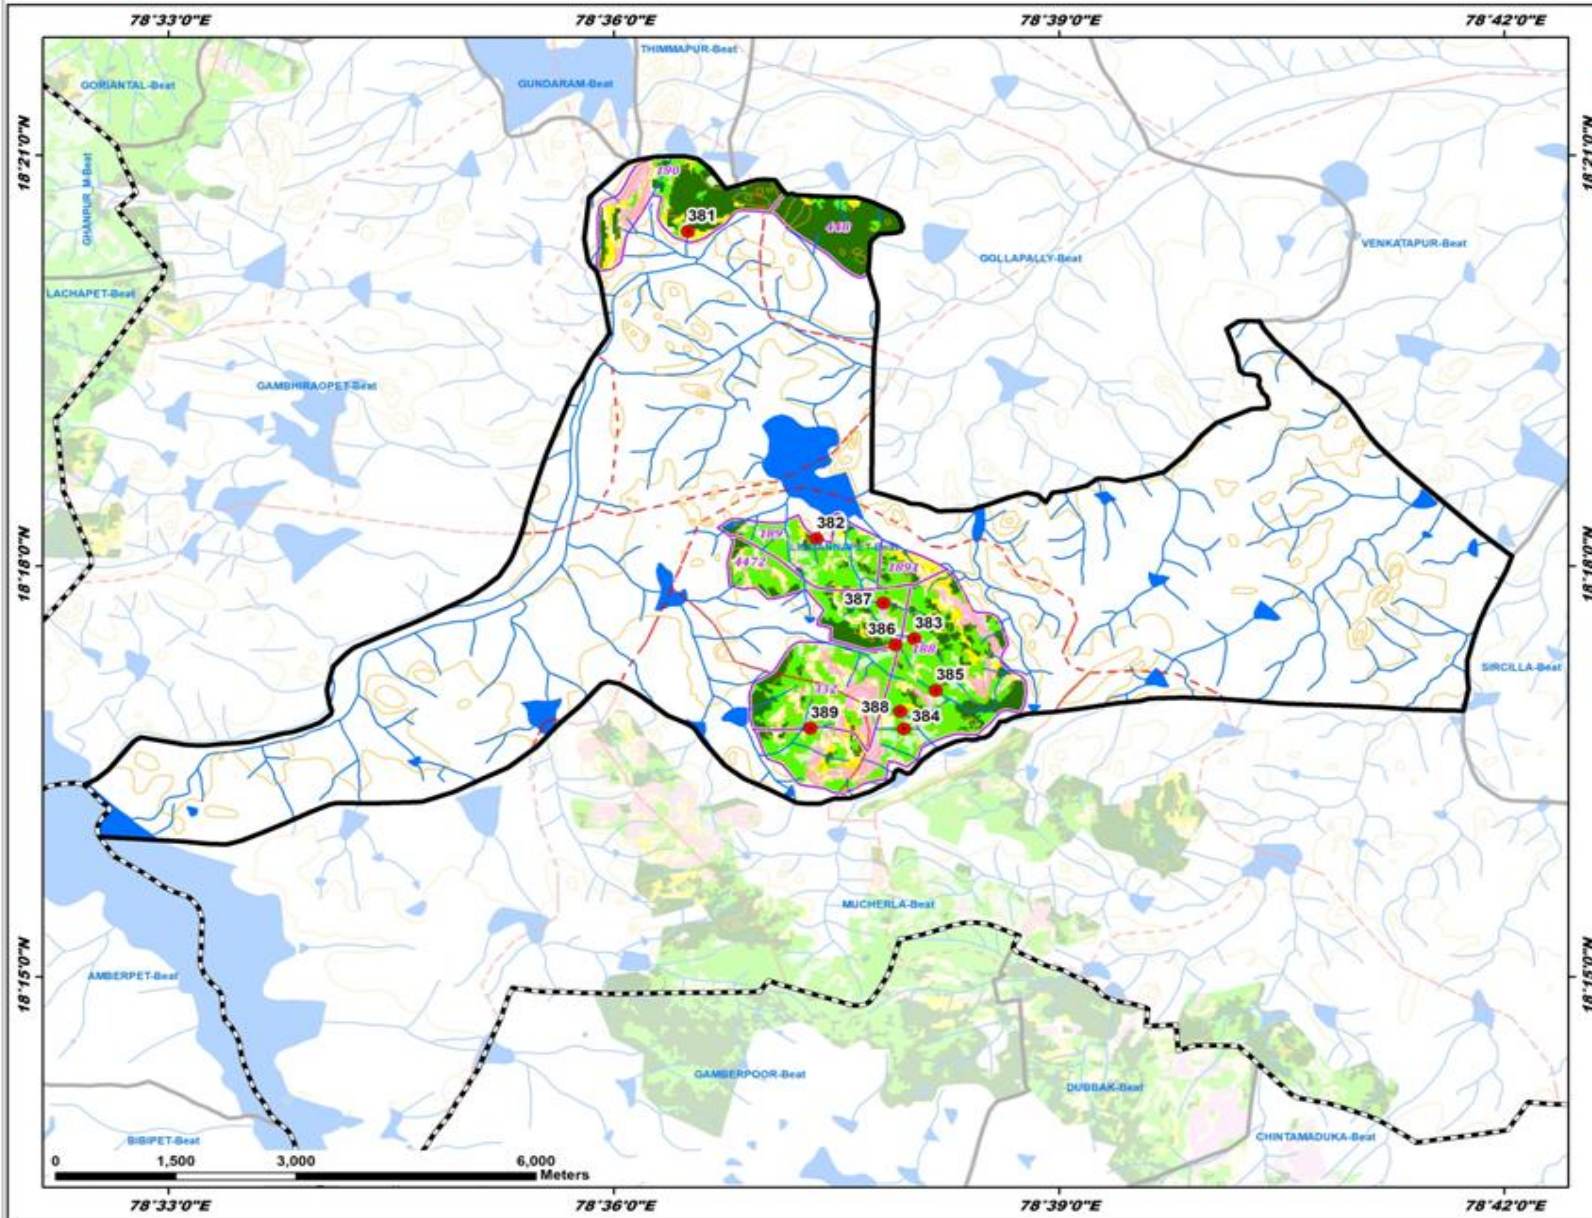 78°33'0"E 78°36'0"E 78°39'0"E 78°42'0"E
THIMMAPUR-Beat
GORIANTAL-Beat
GUNDARAM-Beat
18°21'0"N
18°21'0"N
190
GHANPUR_M-Beat
381
448
VENKATAPUR-Beat
GOLLAPALLY-Beat
LACHAPET-Beat
GAMBHIRAOPET-Beat
382
189
4472
1891
18°18'0"N
18°18'0"N
387
383
386
188
SIRCILLA-Beat
385
388
384
389
MUCHERLA-Beat
18°15'0"N
18°15'0"N
AMBERPET-Beat
GAMBERPOOR-Beat
DUBBAK-Beat
BIBIPET-Beat
CHINTAMADUKA-Beat
0 1,500 3,000 6,000
Meters
78°33'0"E 78°36'0"E 78°39'0"E 78°42'0"E